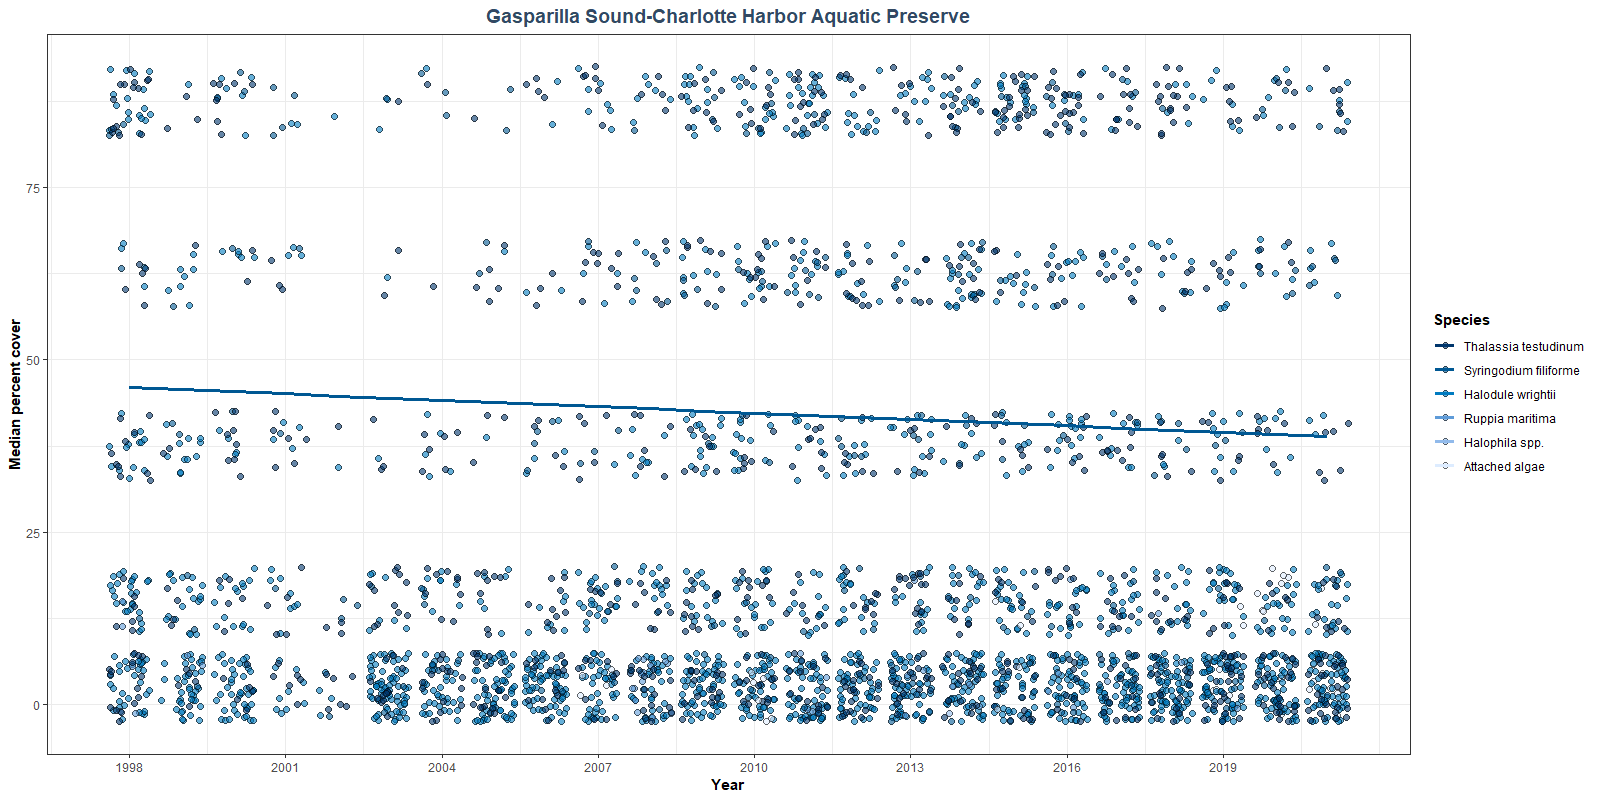 Gasparilla Sound-Charlotte Harbor Aquatic Preserve
Median percent cover
75
50
25
0
1998
2001
2004
2007
2010
2013
2016
2019
Year
Species
Thalassia testudinum
Syringodium filiforme
Halodule wrightii
Ruppia maritima
Halophila spp.
Attached algae